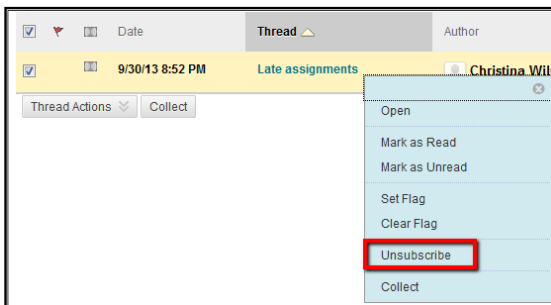 Date Thread Author
9/30/13 8:52 PM Late assignments Christina Wil
Thread Actions Collect
Open
Mark as Read
Mark as Unread
Set Flag
Clear Flag
Unsubscribe
Collect